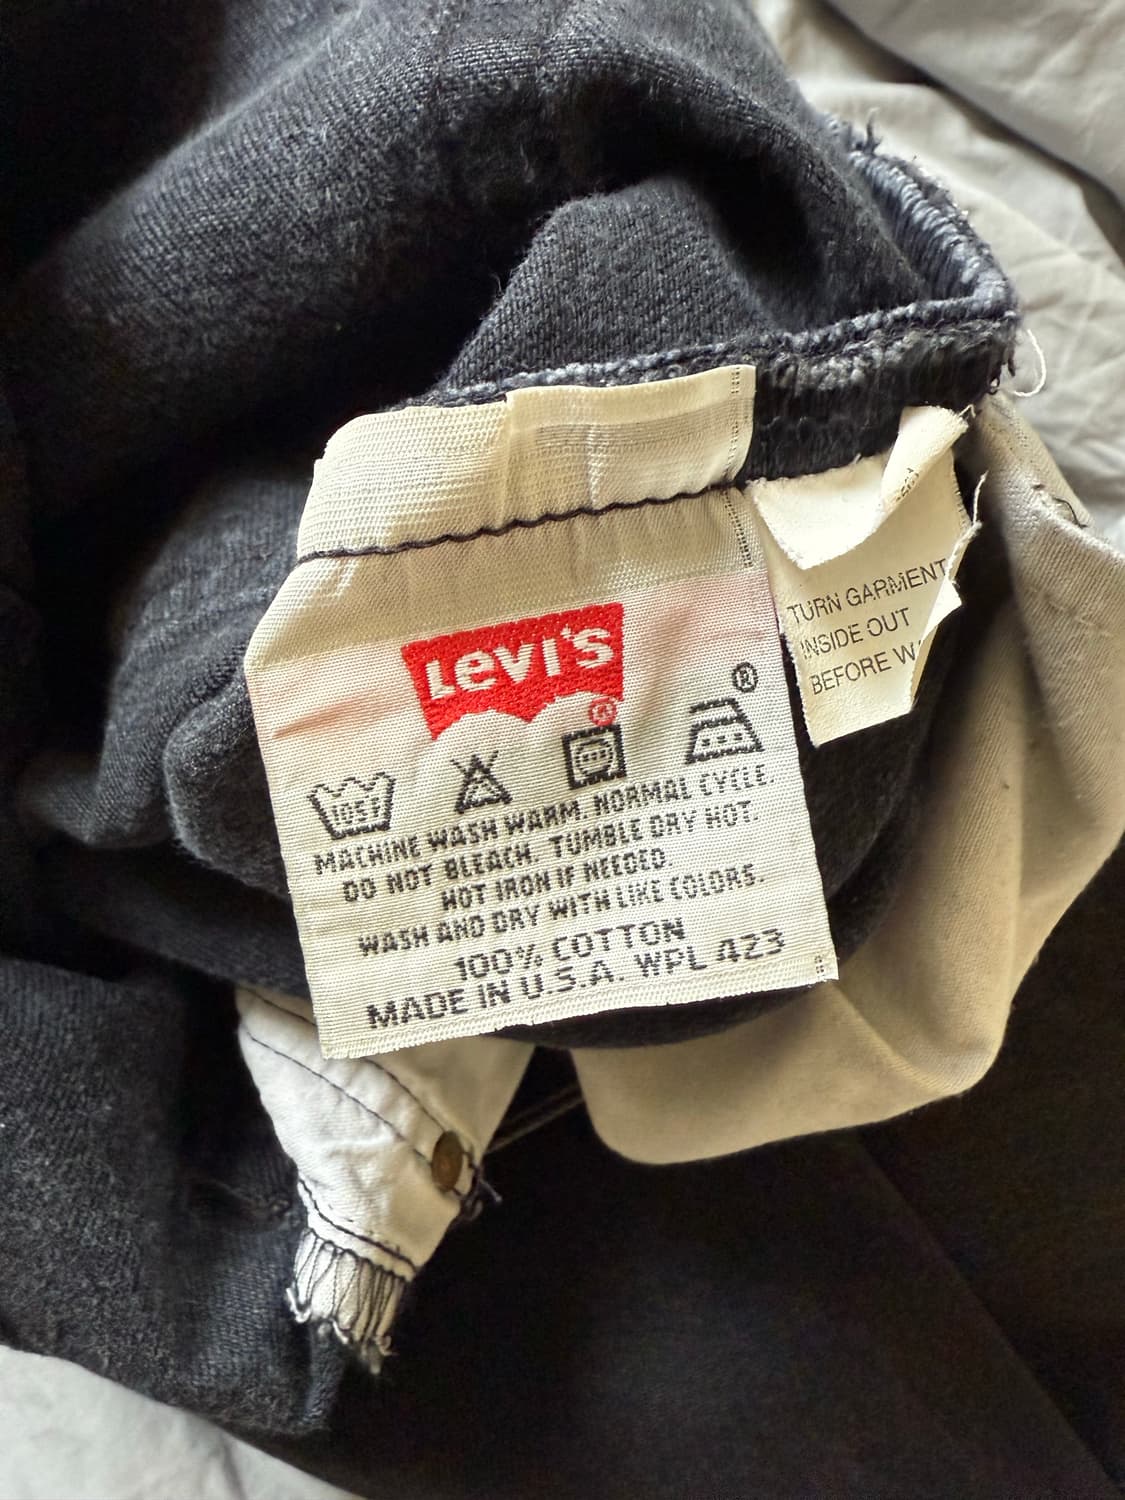 Levi's
®
®
105F
MACHINE WASH WARM. NORMAL CYCLE.
DO NOT BLEACH. TUMBLE DRY HOT.
HOT IRON IF NEEDED.
WASH AND DRY WITH LIKE COLORS.
100% COTTON
MADE IN U.S.A. WPL 423
TURN GARMENT
INSIDE OUT
BEFORE W